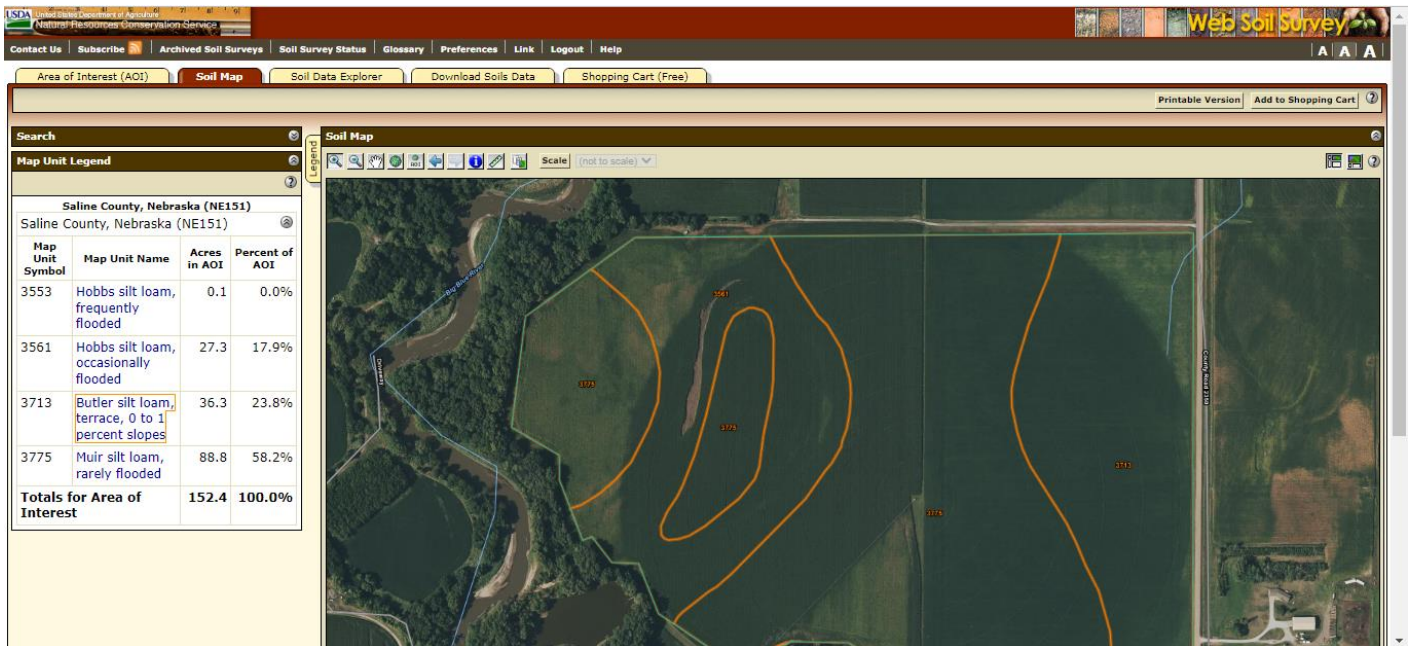 USDA United States Department of Agriculture
Natural Resources Conservation Service
Web Soil Survey
Contact Us Subscribe Archived Soil Surveys Soil Survey Status Glossary Preferences Link Logout Help
A A A
Area of Interest (AOI) Soil Map Soil Data Explorer Download Soils Data Shopping Cart (Free)
Printable Version Add to Shopping Cart
Search
Map Unit Legend
Saline County, Nebraska (NE151)
Saline County, Nebraska (NE151)
Map Unit Symbol Map Unit Name Acres in AOI Percent of AOI
3553 Hobbs silt loam, 0.1 0.0%
frequently
flooded
3561 Hobbs silt loam, 27.3 17.9%
occasionally
flooded
3713 Butler silt loam, 36.3 23.8%
terrace, 0 to 1
percent slopes
3775 Muir silt loam, 88.8 58.2%
rarely flooded
Totals for Area of 152.4 100.0%
Interest
Legend
Soil Map
Scale (not to scale)
Big Blue River
3561
3775
3775
3713
3775
County Road 2150